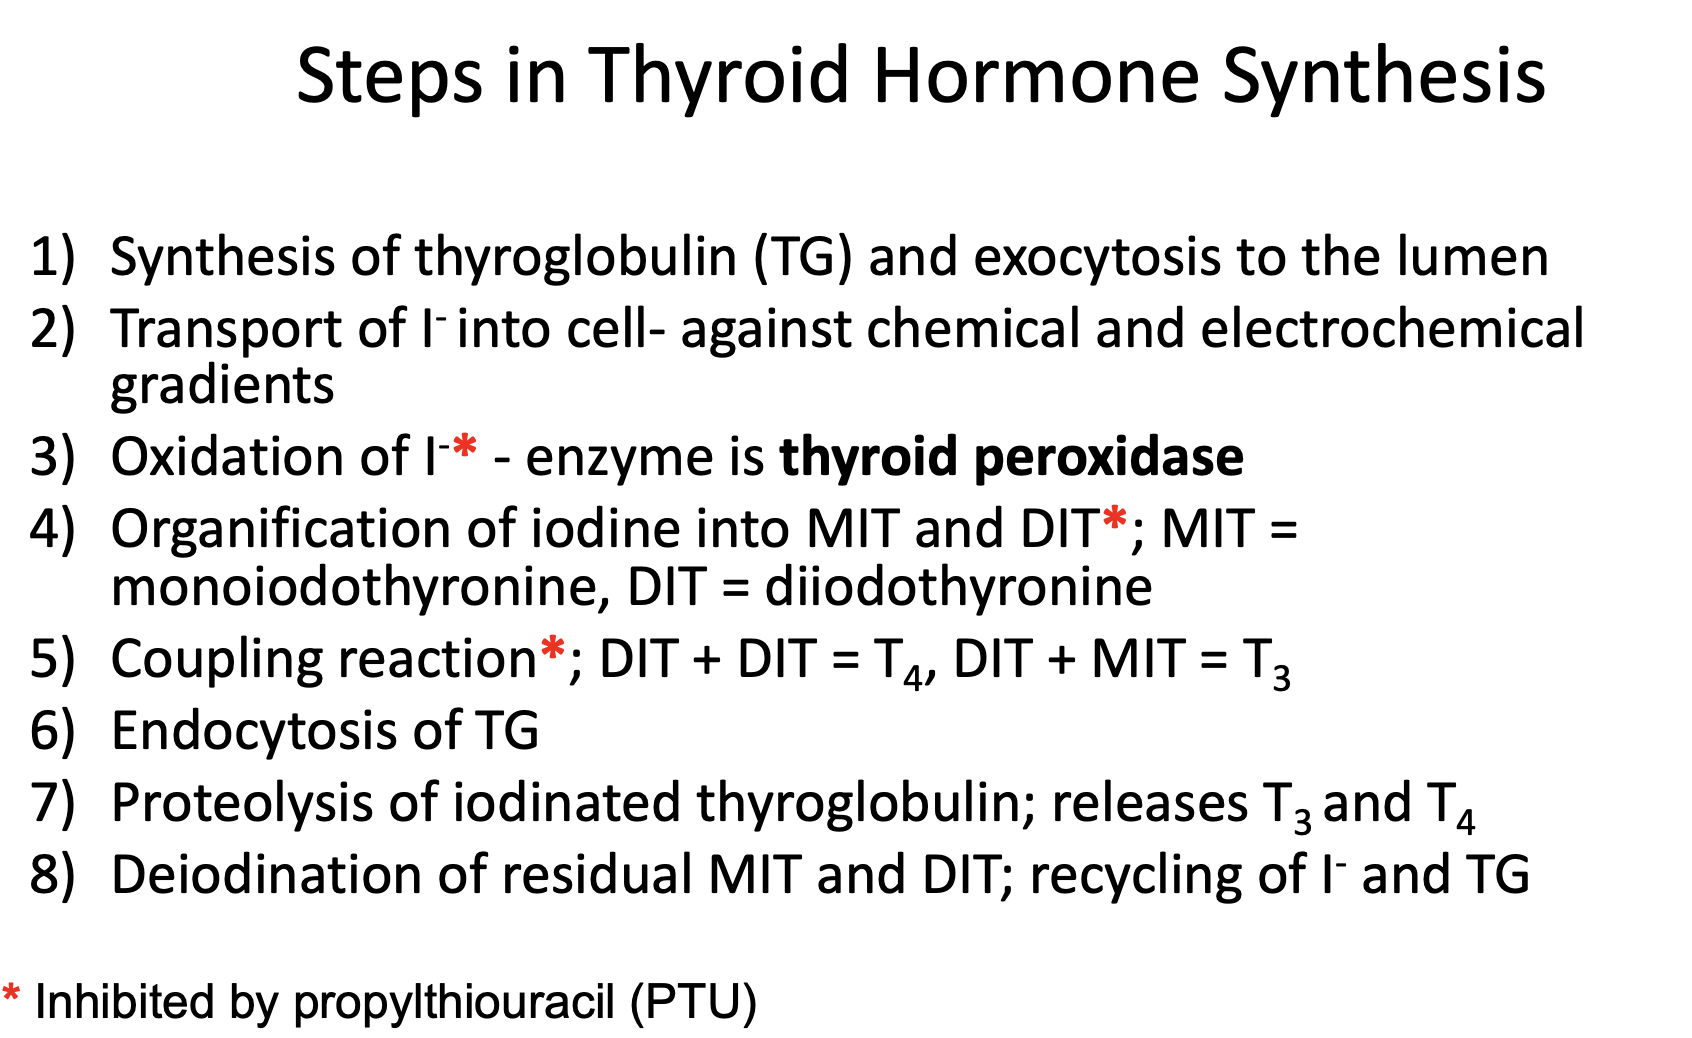 Steps in Thyroid Hormone Synthesis
1) Synthesis of thyroglobulin (TG) and exocytosis to the lumen
2) Transport of I⁻ into cell- against chemical and electrochemical
gradients
3) Oxidation of I⁻* - enzyme is thyroid peroxidase
4) Organification of iodine into MIT and DIT*; MIT =
monoiodothyronine, DIT = diiodothyronine
5) Coupling reaction*; DIT + DIT = T₄, DIT + MIT = T₃
6) Endocytosis of TG
7) Proteolysis of iodinated thyroglobulin; releases T₃ and T₄
8) Deiodination of residual MIT and DIT; recycling of I⁻ and TG
* Inhibited by propylthiouracil (PTU)